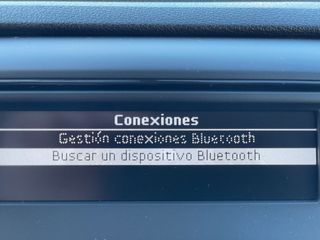 Conexiones
Gestión conexiones Bluetooth
Buscar un dispositivo Bluetooth